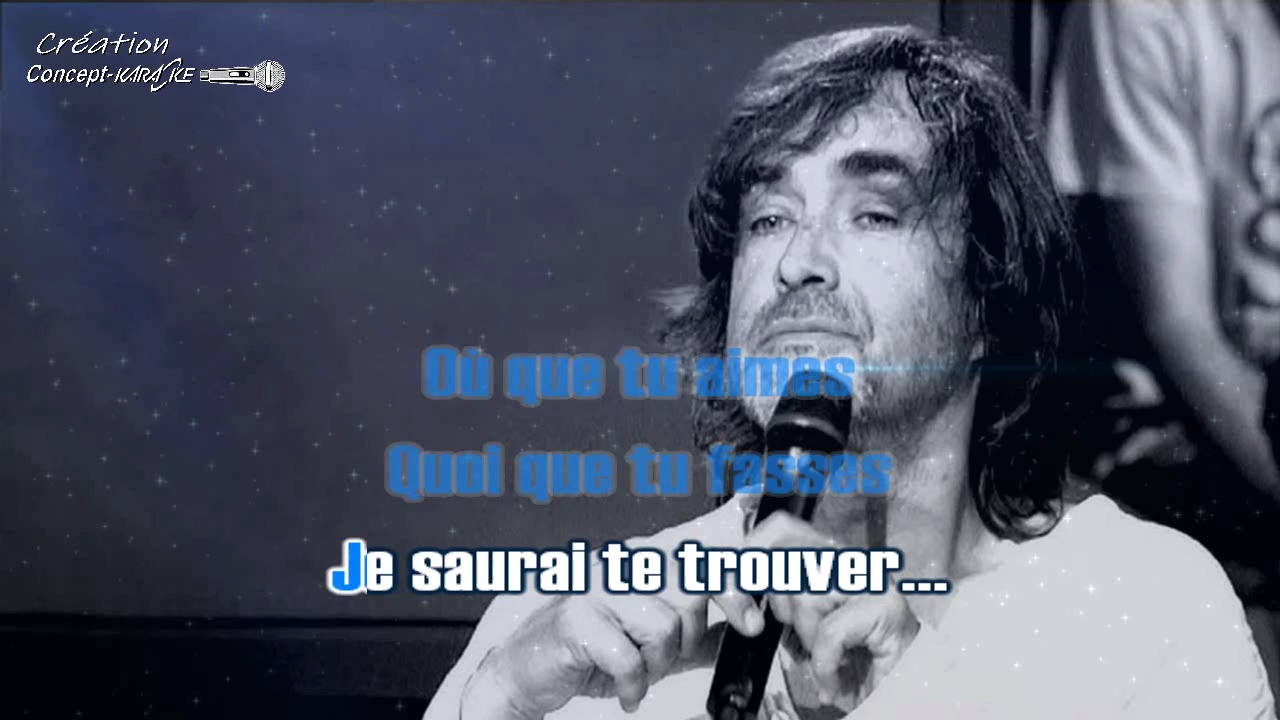 Création
Concept-KARAOKE
Où que tu aimes
Quoi que tu fasses
Je saurai te trouver...